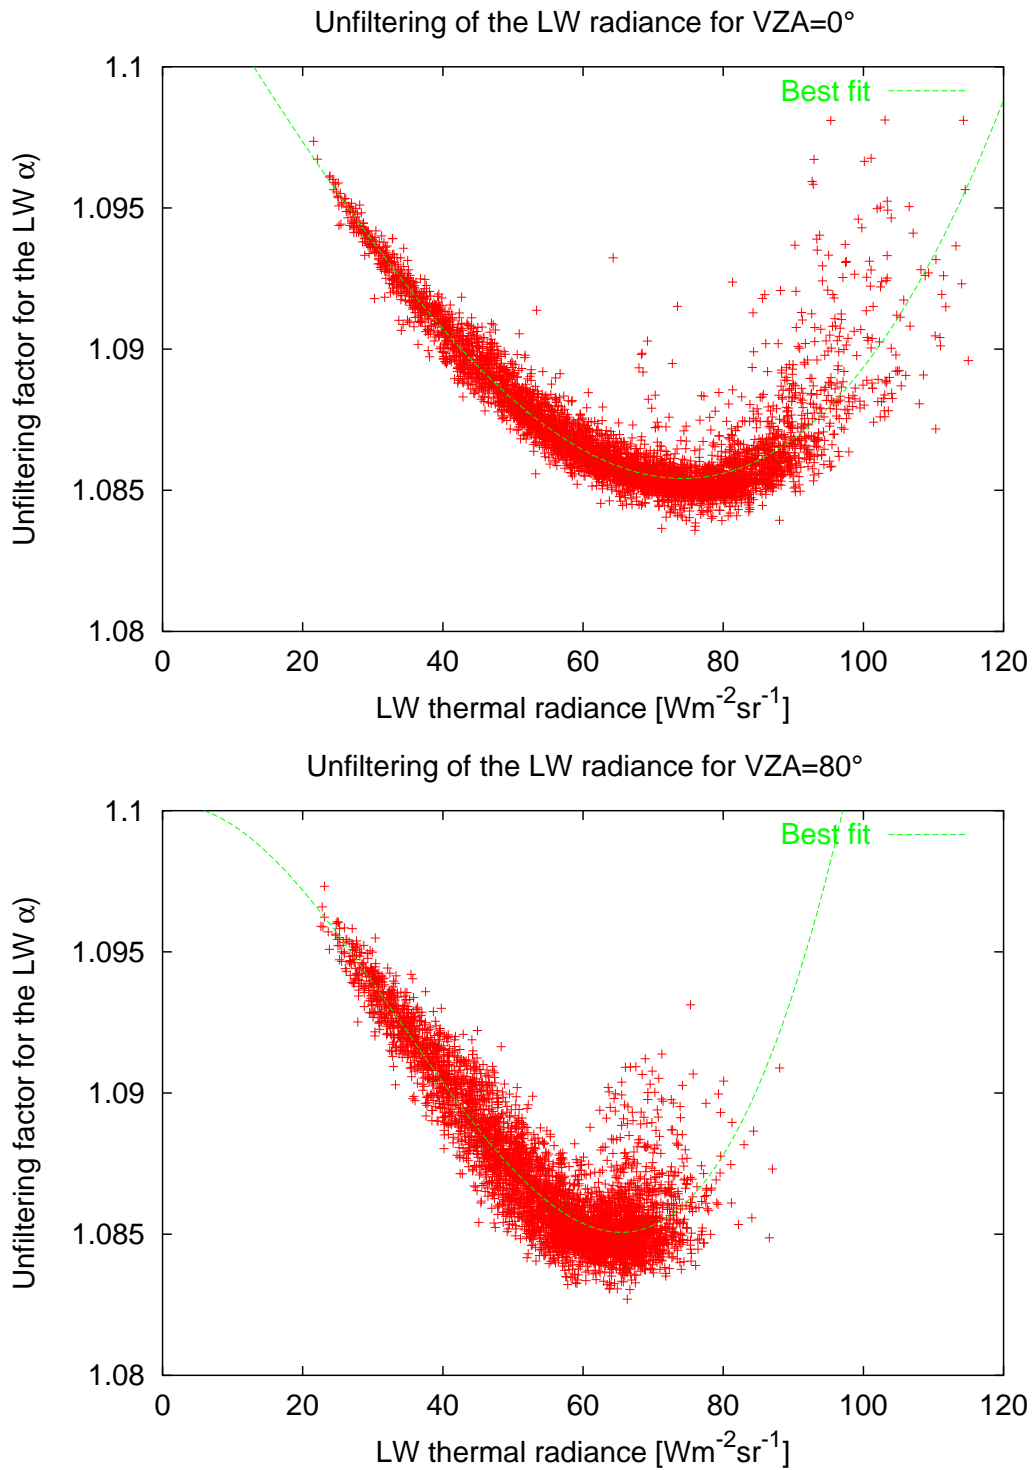 Unfiltering of the LW radiance for VZA=0°
1.1
Best fit
1.095
1.09
1.085
1.08
Unfiltering factor for the LW α)
0 20 40 60 80 100 120
LW thermal radiance [Wm⁻²sr⁻¹]
Unfiltering of the LW radiance for VZA=80°
1.1
Best fit
1.095
1.09
1.085
1.08
Unfiltering factor for the LW α)
0 20 40 60 80 100 120
LW thermal radiance [Wm⁻²sr⁻¹]